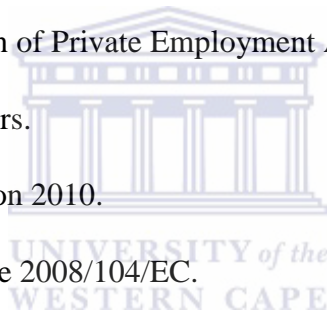 n of Private Employment
rs.
on 2010.
UNIVERSITY of the
e 2008/104/EC.
WESTERN CAPE